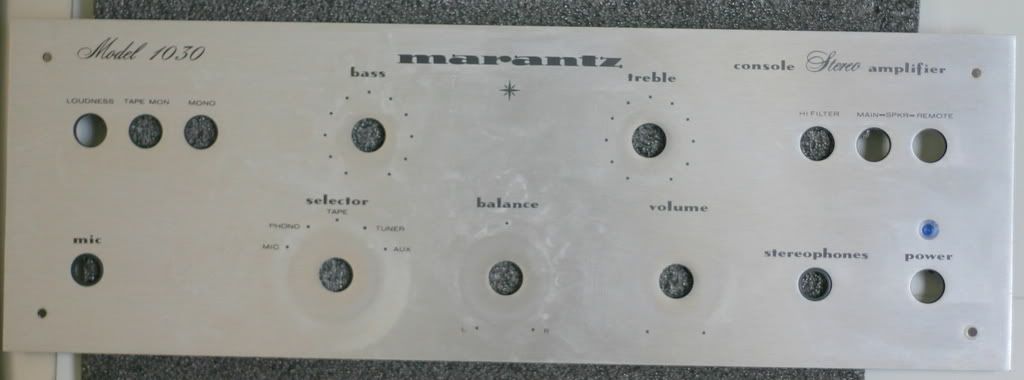 Model 1030
marantz
console Stereo amplifier
bass
treble
LOUDNESS TAPE MON MONO
HI FILTER MAIN–SPKR–REMOTE
selector
balance
volume
TAPE
PHONO TUNER
MIC AUX
mic
stereophones
power
L R